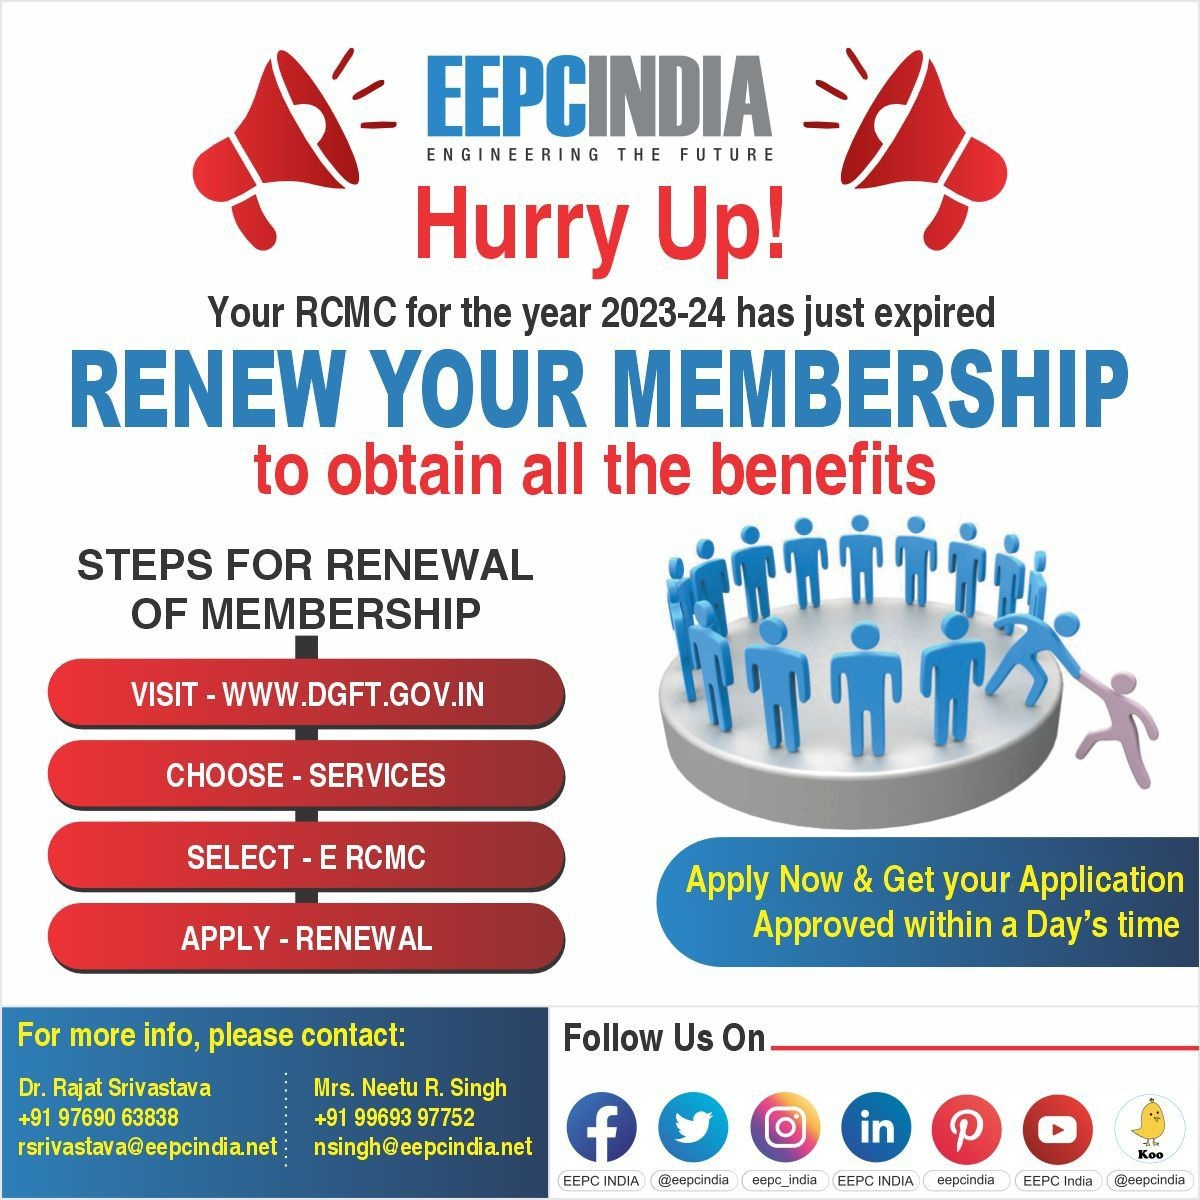 EEPCINDIA
ENGINEERING THE FUTURE
Hurry Up!
Your RCMC for the year 2023-24 has just expired
RENEW YOUR MEMBERSHIP
to obtain all the benefits
STEPS FOR RENEWAL
OF MEMBERSHIP
VISIT - WWW.DGFT.GOV.IN
CHOOSE - SERVICES
SELECT - E RCMC
APPLY - RENEWAL
Apply Now & Get your Application
Approved within a Day's time
For more info, please contact:
Dr. Rajat Srivastava
+91 97690 63838
rsrivastava@eepcindia.net
Mrs. Neetu R. Singh
+91 99693 97752
nsingh@eepcindia.net
Follow Us On
Koo
EEPC INDIA @eepcindia eepc_india EEPC INDIA eepcindia EEPC India @eepcindia